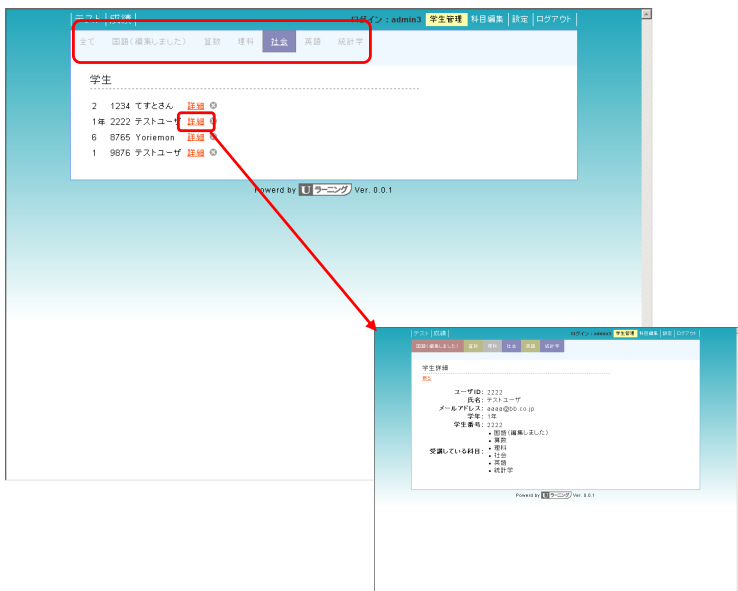 テスト|成績| ログイン：admin3 学生管理 科目編集|設定|ログアウト|
全て 国語(編集しました) 算数 理科 社会 英語 統計学
学生
2 1234 てすとさん 詳細
1年 2222 テストユーザ 詳細
6 8765 Yoriemon 詳細
1 9876 テストユーザ 詳細
Powerd by Uラーニング Ver. 0.0.1
|テスト|成績| ログイン：admin3 学生管理 科目編集|設定|ログアウト|
国語(編集しました) 算数 理科 社会 英語 統計学
学生詳細
戻る
ユーザID: 2222
氏名: テストユーザ
メールアドレス: aaaa@bb.co.jp
学年: 1年
学生番号: 2222
受講している科目:
• 国語(編集しました)
• 算数
• 理科
• 社会
• 英語
• 統計学
Powerd by Uラーニング Ver. 0.0.1